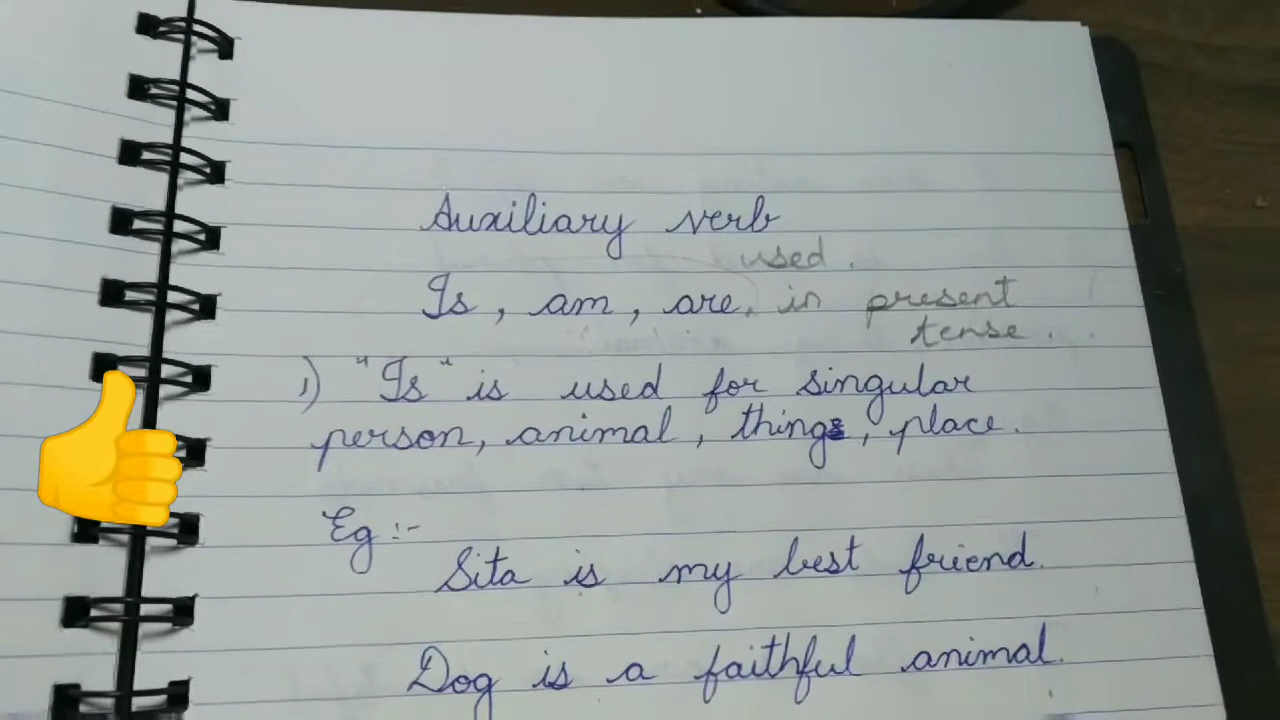 Auxiliary verb
used.
Is, am, are, in present
tense.
1) "Is" is used for singular
person, animal, things, place.
Eg :-
Sita is my best friend.
Dog is a faithful animal.